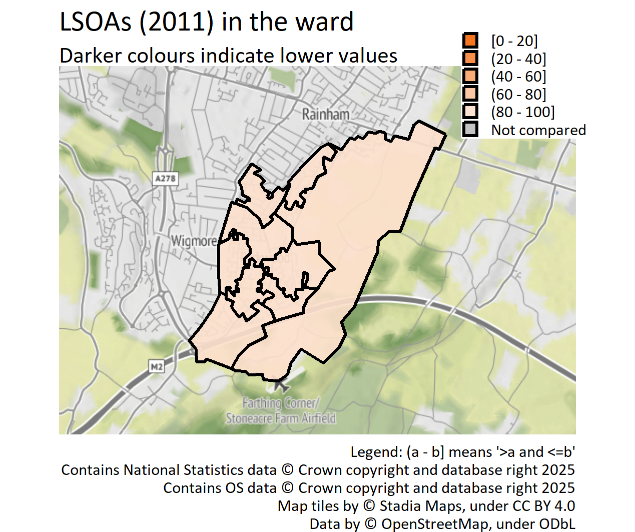 LSOAs (2011) in the ward
Darker colours indicate lower values
[0 - 20]
(20 - 40]
(40 - 60]
(60 - 80]
(80 - 100]
Not compared
Rainham
A278
Wigmore
M2
Farthing Corner/
Stoneacre Farm Airfield
Legend: (a - b] means '>a and <=b'
Contains National Statistics data © Crown copyright and database right 2025
Contains OS data © Crown copyright and database right 2025
Map tiles by © Stadia Maps, under CC BY 4.0
Data by © OpenStreetMap, under ODbL